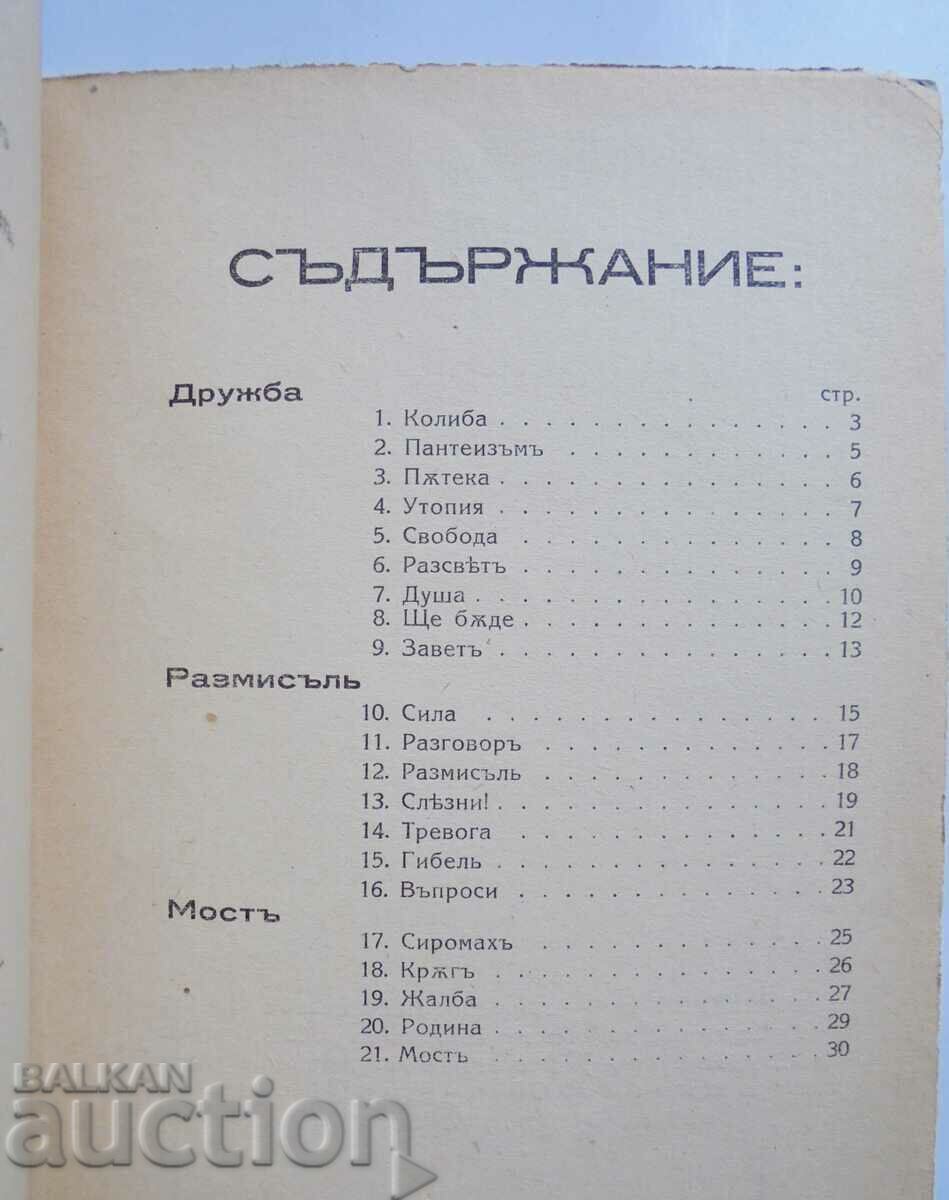 СЪДЪРЖАНИЕ:
Дружба стр.
1. Колиба . . . . . . . . . . . . . . 3
2. Пантеизъмъ . . . . . . . . . . . 5
3. Пѫтека . . . . . . . . . . . . . . 6
4. Утопия . . . . . . . . . . . . . . 7
5. Свобода . . . . . . . . . . . . . 8
6. Разсвѣтъ . . . . . . . . . . . . . 9
7. Душа . . . . . . . . . . . . . . . 10
8. Ще бѫде . . . . . . . . . . . . . 12
9. Заветъ . . . . . . . . . . . . . . 13
Размисъль
10. Сила . . . . . . . . . . . . . . 15
11. Разговоръ . . . . . . . . . . . . 17
12. Размисъль . . . . . . . . . . . . 18
13. Слѣзни! . . . . . . . . . . . . . 19
14. Тревога . . . . . . . . . . . . . 21
15. Гибель . . . . . . . . . . . . . . 22
16. Въпроси . . . . . . . . . . . . . 23
Мостъ
17. Сиромахъ . . . . . . . . . . . . 25
18. Крѫгъ . . . . . . . . . . . . . . 26
19. Жалба . . . . . . . . . . . . . . 27
20. Родина . . . . . . . . . . . . . . 29
21. Мостъ . . . . . . . . . . . . . . 30
BALKAN
auction